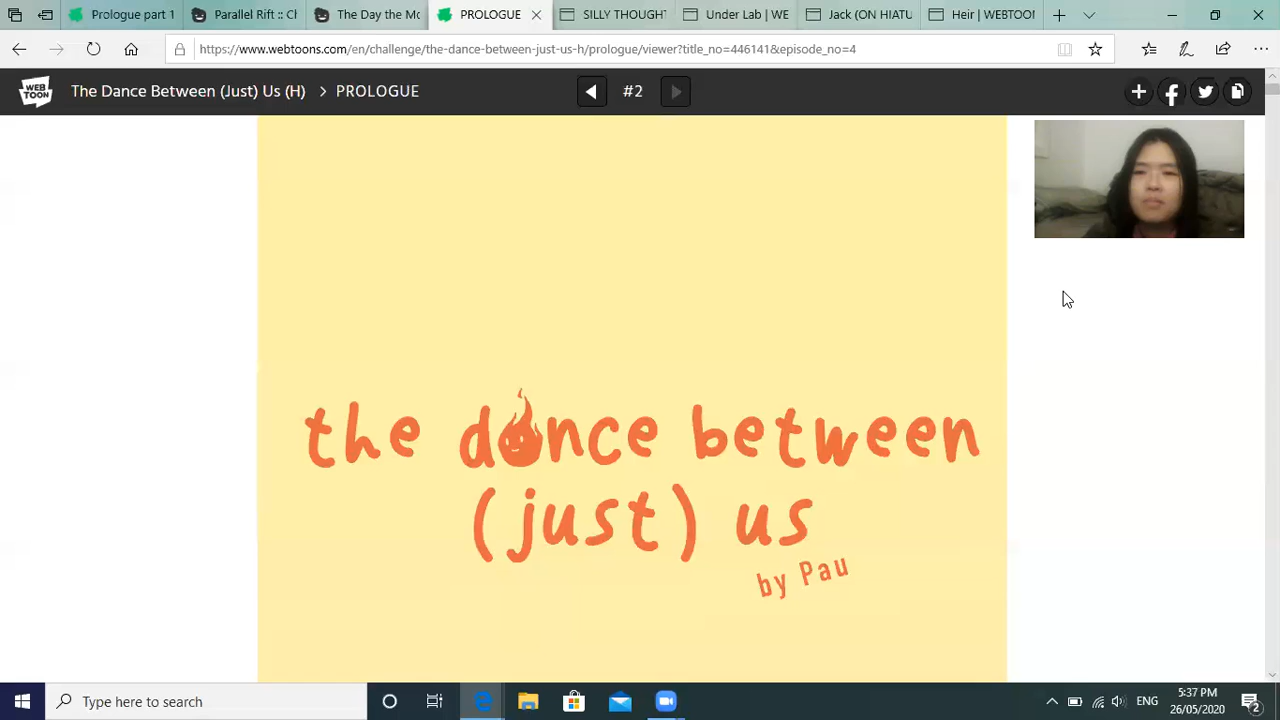 Prologue part 1
Parallel Rift :: Cl
The Day the Mo
PROLOGUE
SILLY THOUGHT
Under Lab | WE
Jack (ON HIATU
Heir | WEBTOON
https://www.webtoons.com/en/challenge/the-dance-between-just-us-h/prologue/viewer?title_no=446141&episode_no=4
WEB TOON
The Dance Between (Just) Us (H) > PROLOGUE
#2
the dance between
(just) us
by Pau
Type here to search
ENG
5:37 PM
26/05/2020
2